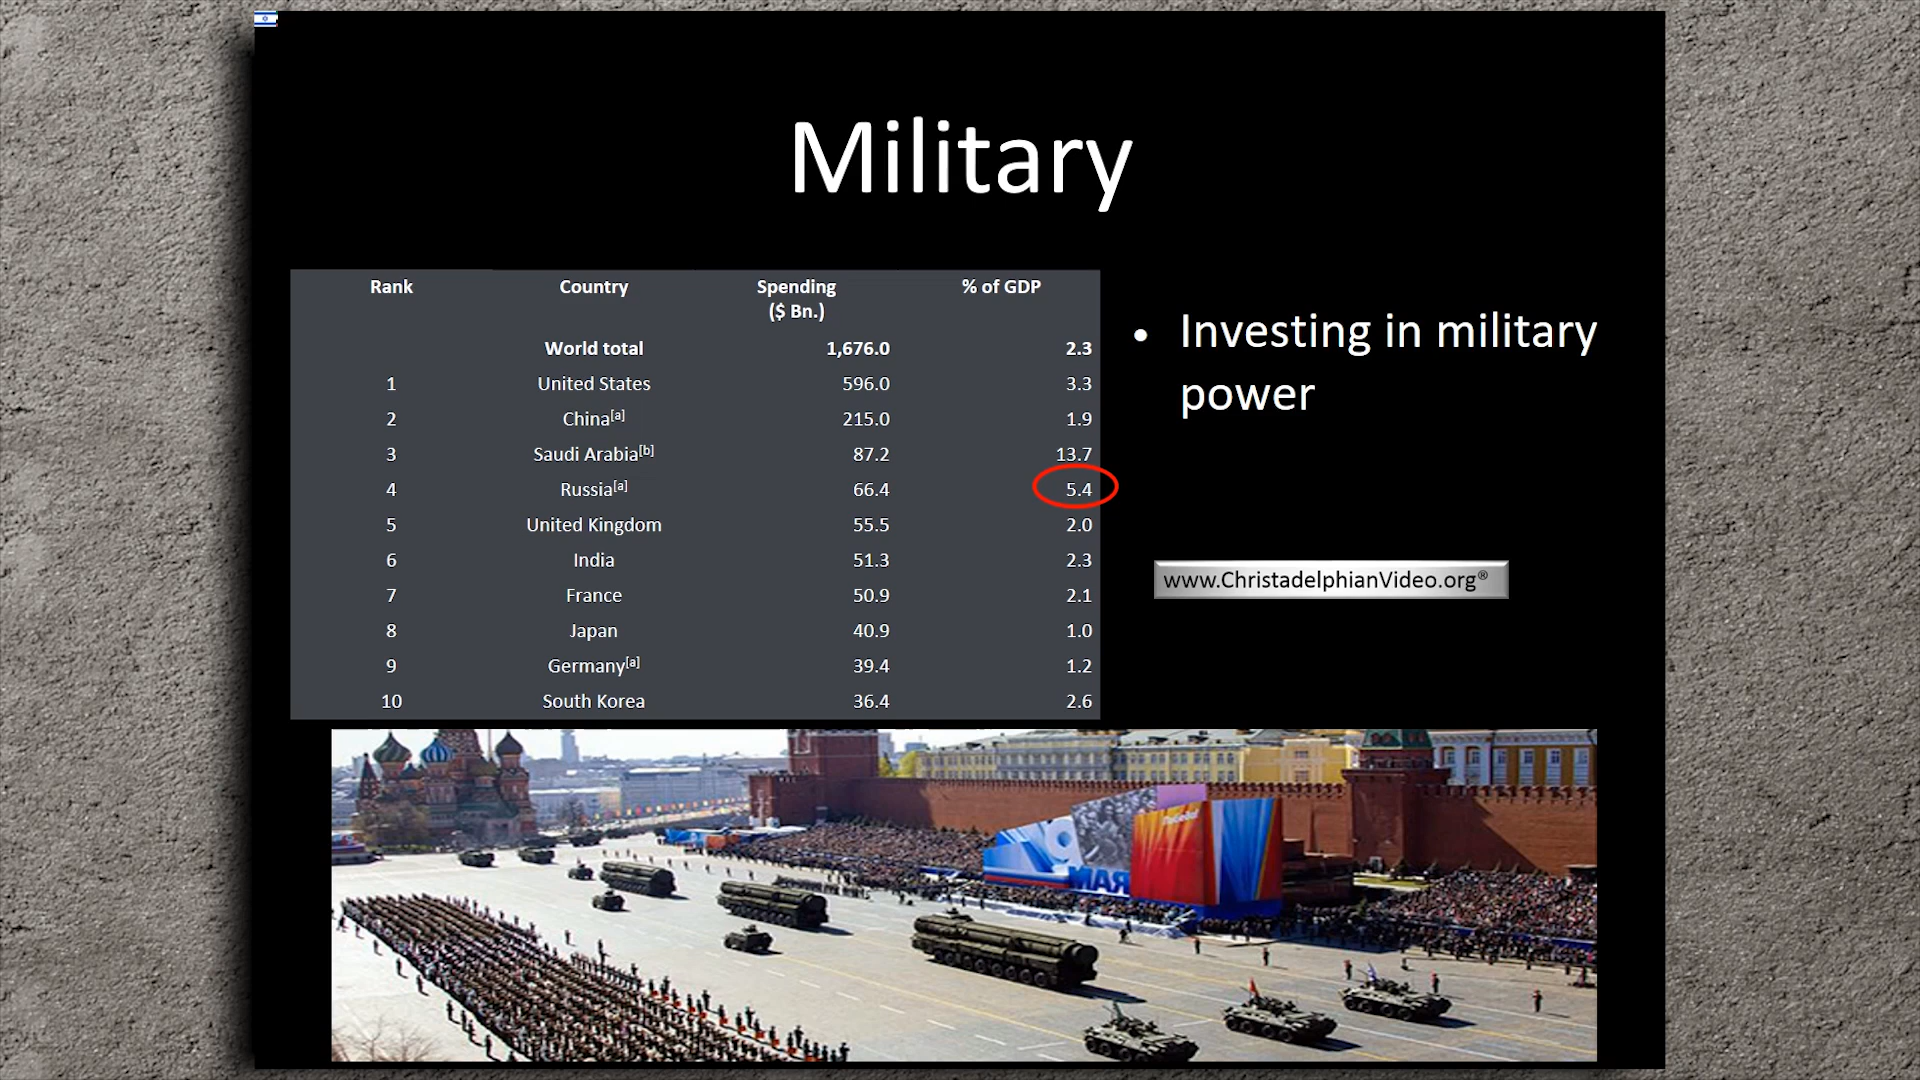 Military
Rank Country Spending % of GDP
($ Bn.)
World total 1,676.0 2.3
1 United States 596.0 3.3
2 China[a] 215.0 1.9
3 Saudi Arabia[b] 87.2 13.7
4 Russia[a] 66.4 5.4
5 United Kingdom 55.5 2.0
6 India 51.3 2.3
7 France 50.9 2.1
8 Japan 40.9 1.0
9 Germany[a] 39.4 1.2
10 South Korea 36.4 2.6
• Investing in military
power
www.ChristadelphianVideo.org®
9
МАЯ